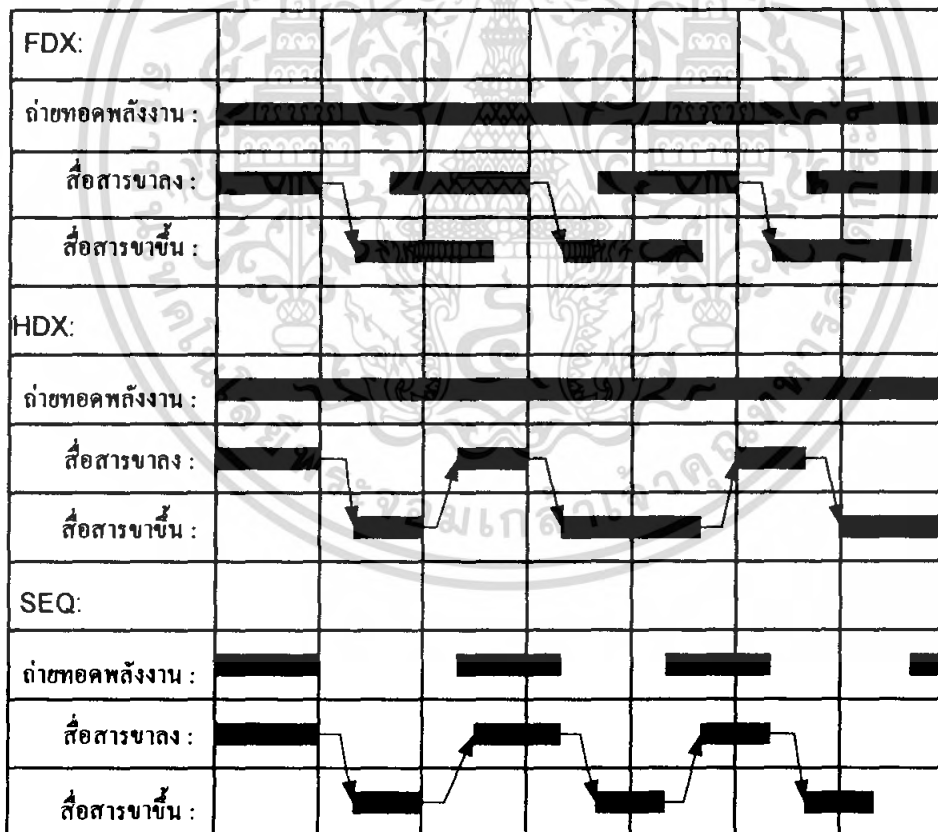 FDX:
ถ่ายทอดพลังงาน :
สื่อสารขาลง :
สื่อสารขาขึ้น :
HDX:
ถ่ายทอดพลังงาน :
สื่อสารขาลง :
สื่อสารขาขึ้น :
SEQ:
ถ่ายทอดพลังงาน :
สื่อสารขาลง :
สื่อสารขาขึ้น :